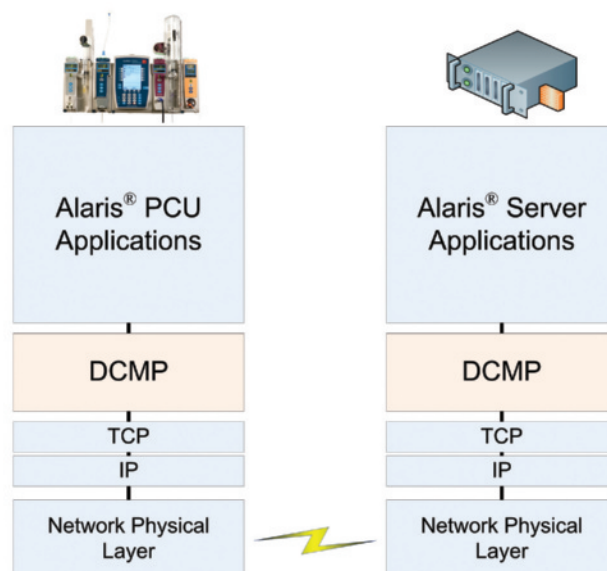 Alaris® PCU
Applications
DCMP
TCP
IP
Network Physical
Layer
Alaris® Server
Applications
DCMP
TCP
IP
Network Physical
Layer